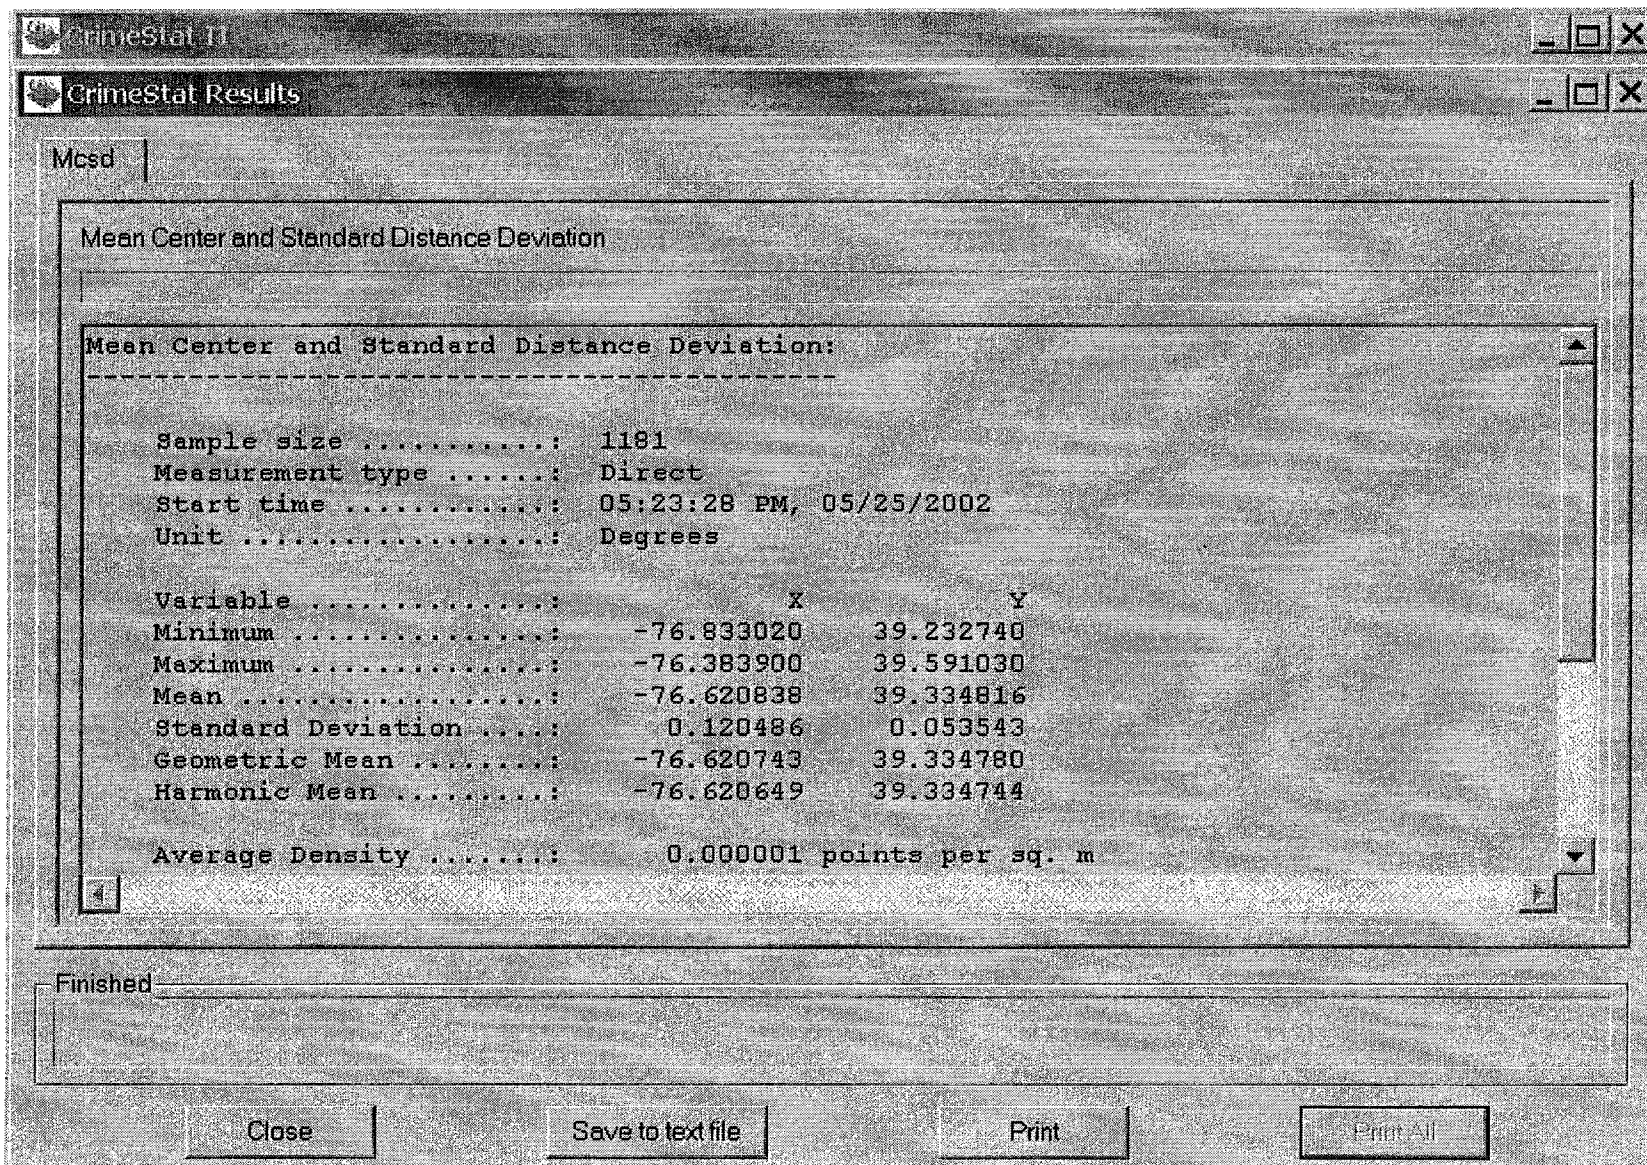 CrimeStat II
CrimeStat Results
Mcsd
Mean Center and Standard Distance Deviation
Mean Center and Standard Distance Deviation:
--------------------------------------------
Sample size ...........: 1181
Measurement type ......: Direct
Start time ............: 05:23:28 PM, 05/25/2002
Unit ..................: Degrees
Variable ..............: X Y
Minimum ...............: -76.833020 39.232740
Maximum ...............: -76.383900 39.591030
Mean ..................: -76.620838 39.334816
Standard Deviation ....: 0.120486 0.053543
Geometric Mean ........: -76.620743 39.334780
Harmonic Mean .........: -76.620649 39.334744
Average Density .......: 0.000001 points per sq. m
Finished
Close Save to text file Print Print All